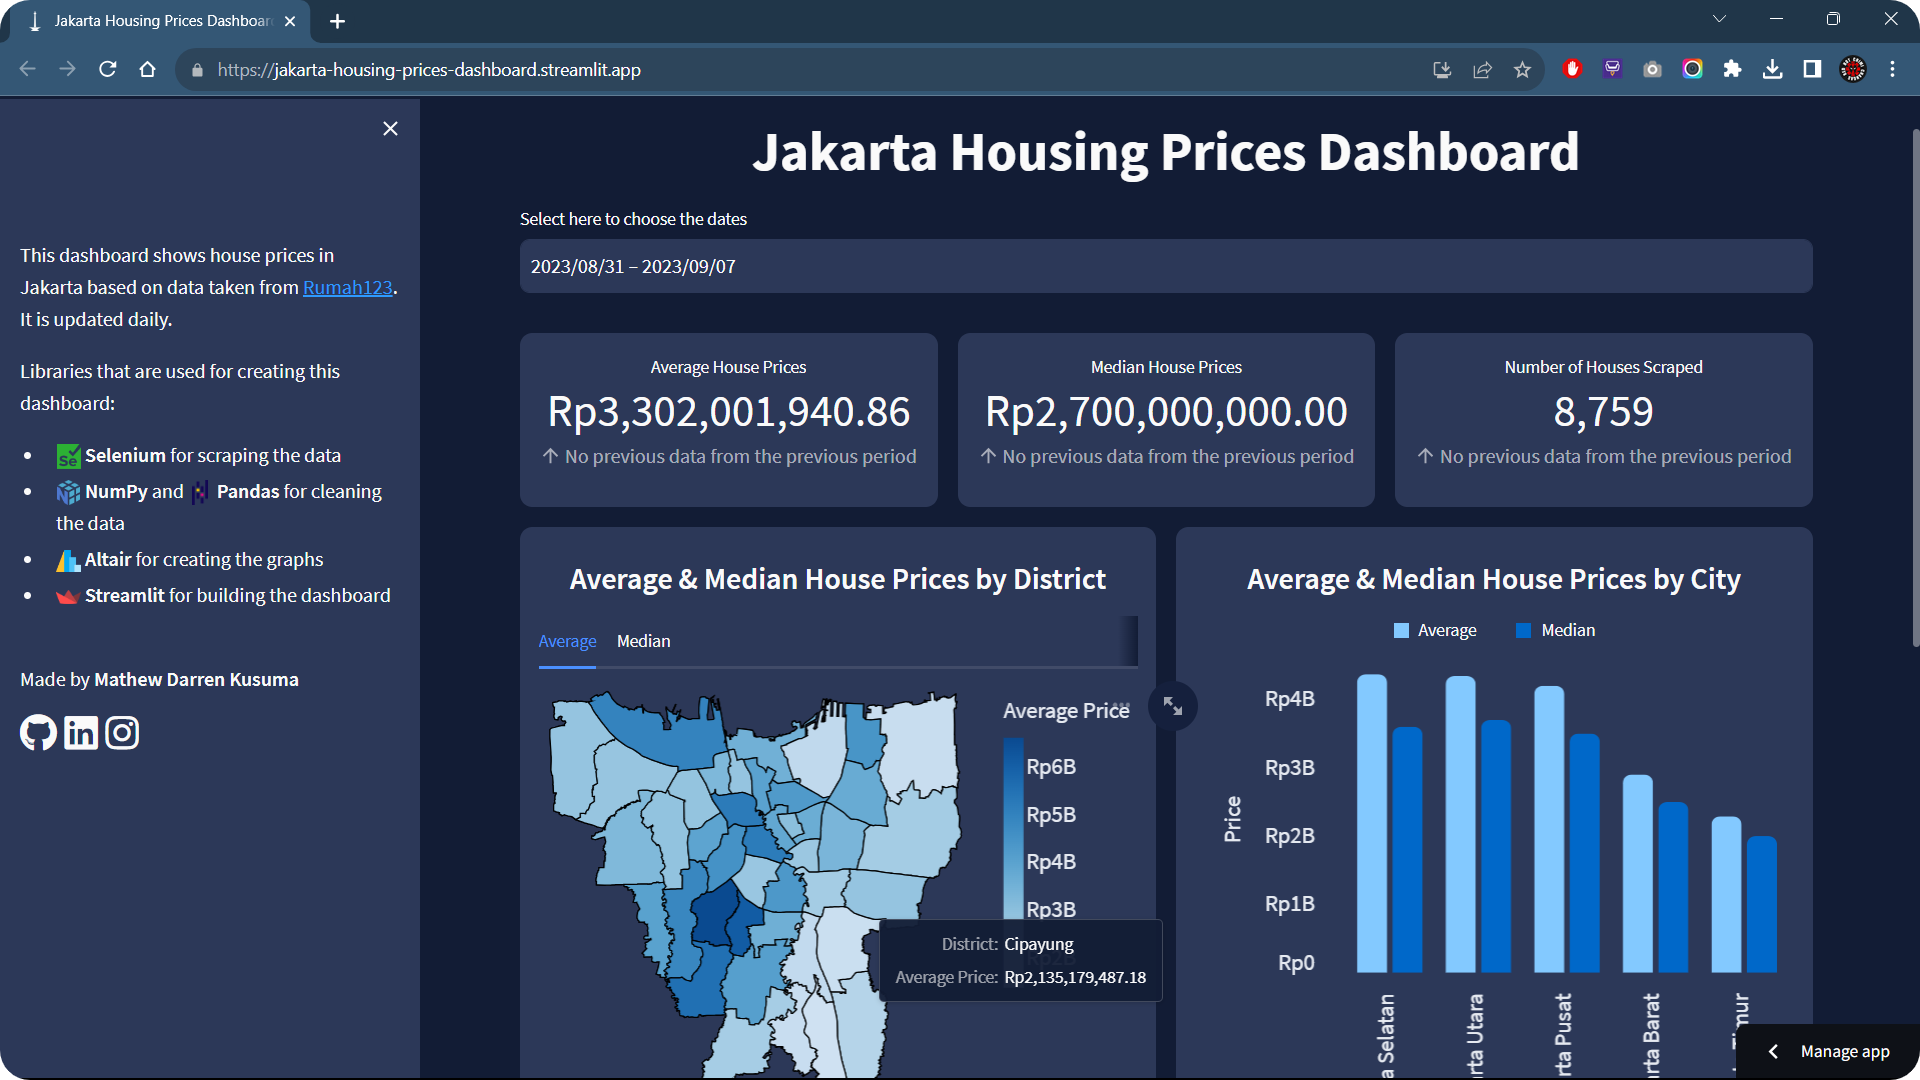 Jakarta Housing Prices Dashboar
https://jakarta-housing-prices-dashboard.streamlit.app
This dashboard shows house prices in
Jakarta based on data taken from Rumah123.
It is updated daily.
Libraries that are used for creating this
dashboard:
Selenium for scraping the data
NumPy and Pandas for cleaning
the data
Altair for creating the graphs
Streamlit for building the dashboard
Made by Mathew Darren Kusuma
Jakarta Housing Prices Dashboard
Select here to choose the dates
2023/08/31 – 2023/09/07
Average House Prices
Rp3,302,001,940.86
↑ No previous data from the previous period
Median House Prices
Rp2,700,000,000.00
↑ No previous data from the previous period
Number of Houses Scraped
8,759
↑ No previous data from the previous period
Average & Median House Prices by District
Average Median
Average Price
Rp6B
Rp5B
Rp4B
Rp3B
District: Cipayung
Average Price: Rp2,135,179,487.18
Average & Median House Prices by City
Average Median
Price
Rp4B
Rp3B
Rp2B
Rp1B
Rp0
a Selatan
rta Utara
rta Pusat
rta Barat
Manage app